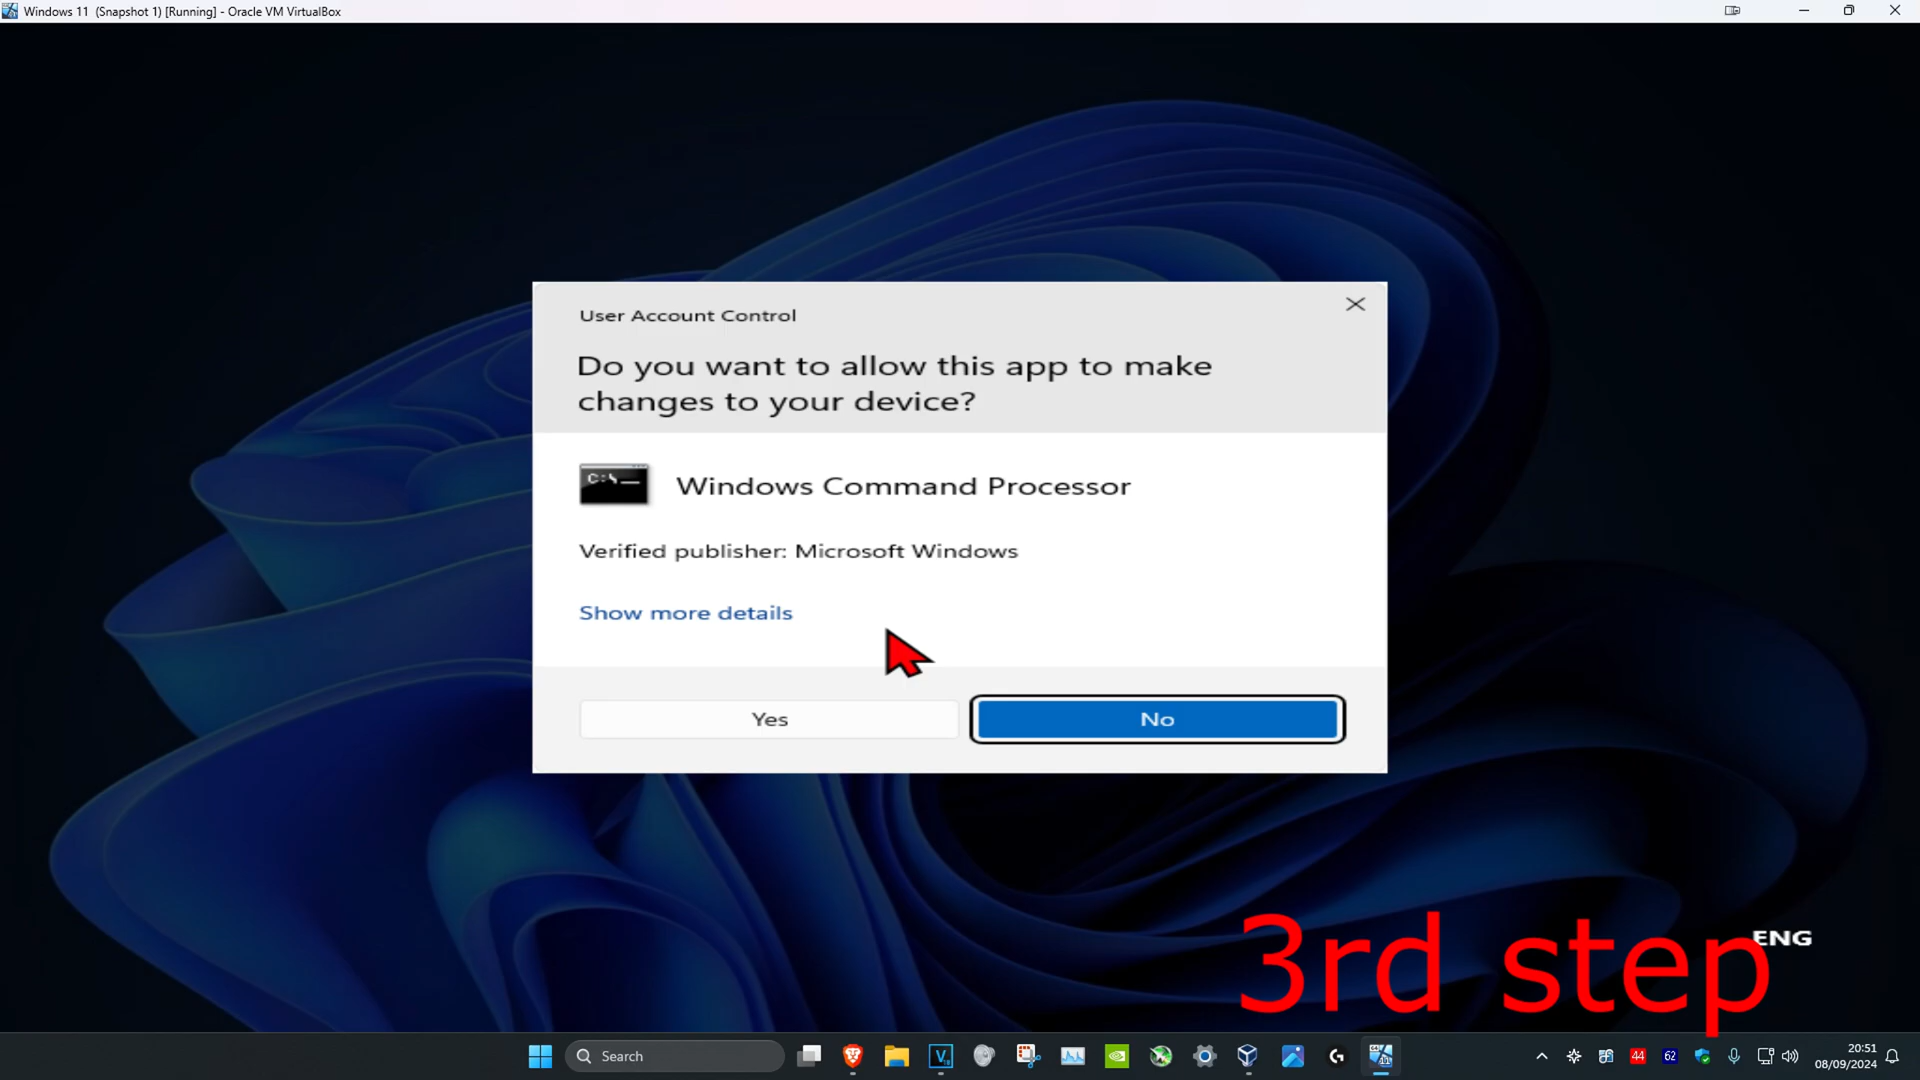 Windows 11 (Snapshot 1) [Running] - Oracle VM VirtualBox
User Account Control
Do you want to allow this app to make
changes to your device?
C:\
Windows Command Processor
Verified publisher: Microsoft Windows
Show more details
Yes
No
3rd step
ENG
Search
V
44
62
20:51
08/09/2024